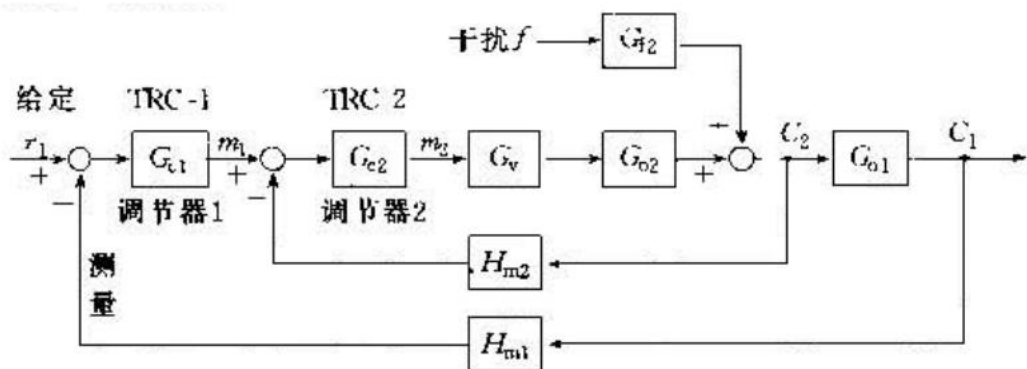 干扰f
G_f2
给定
TRC-1
TRC 2
r_1
+
−
G_c1
m_1
+
−
G_c2
m_2
G_v
G_o2
+
+
C_2
G_o1
C_1
调节器1
调节器2
测
量
H_m2
H_m1